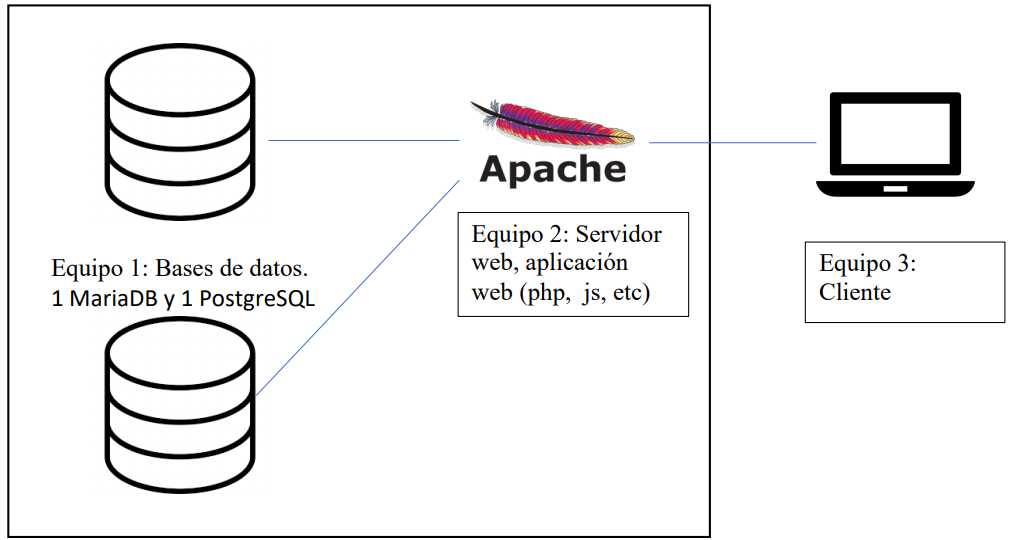 Apache
Equipo 1: Bases de datos.
1 MariaDB y 1 PostgreSQL
Equipo 2: Servidor
web, aplicación
web (php,  js, etc)
Equipo 3:
Cliente